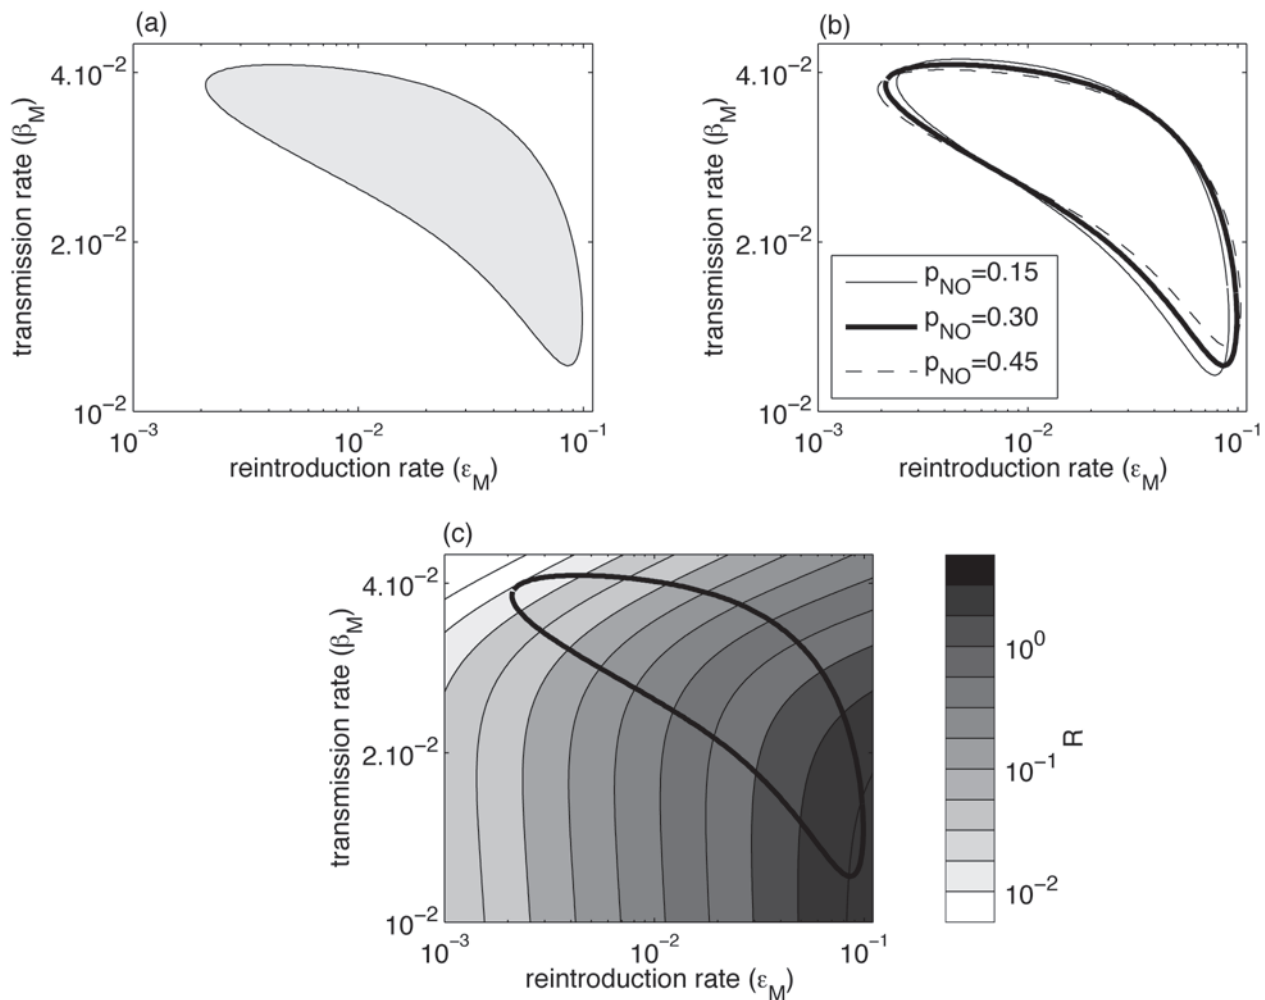 (a)
transmission rate (β_M)
4.10⁻²
2.10⁻²
10⁻²
10⁻³ 10⁻² 10⁻¹
reintroduction rate (ε_M)
(b)
transmission rate (β_M)
4.10⁻²
2.10⁻²
10⁻²
p_NO=0.15
p_NO=0.30
p_NO=0.45
10⁻³ 10⁻² 10⁻¹
reintroduction rate (ε_M)
(c)
transmission rate (β_M)
4.10⁻²
2.10⁻²
10⁻²
10⁻³ 10⁻² 10⁻¹
reintroduction rate (ε_M)
10⁰
10⁻¹
10⁻²
R